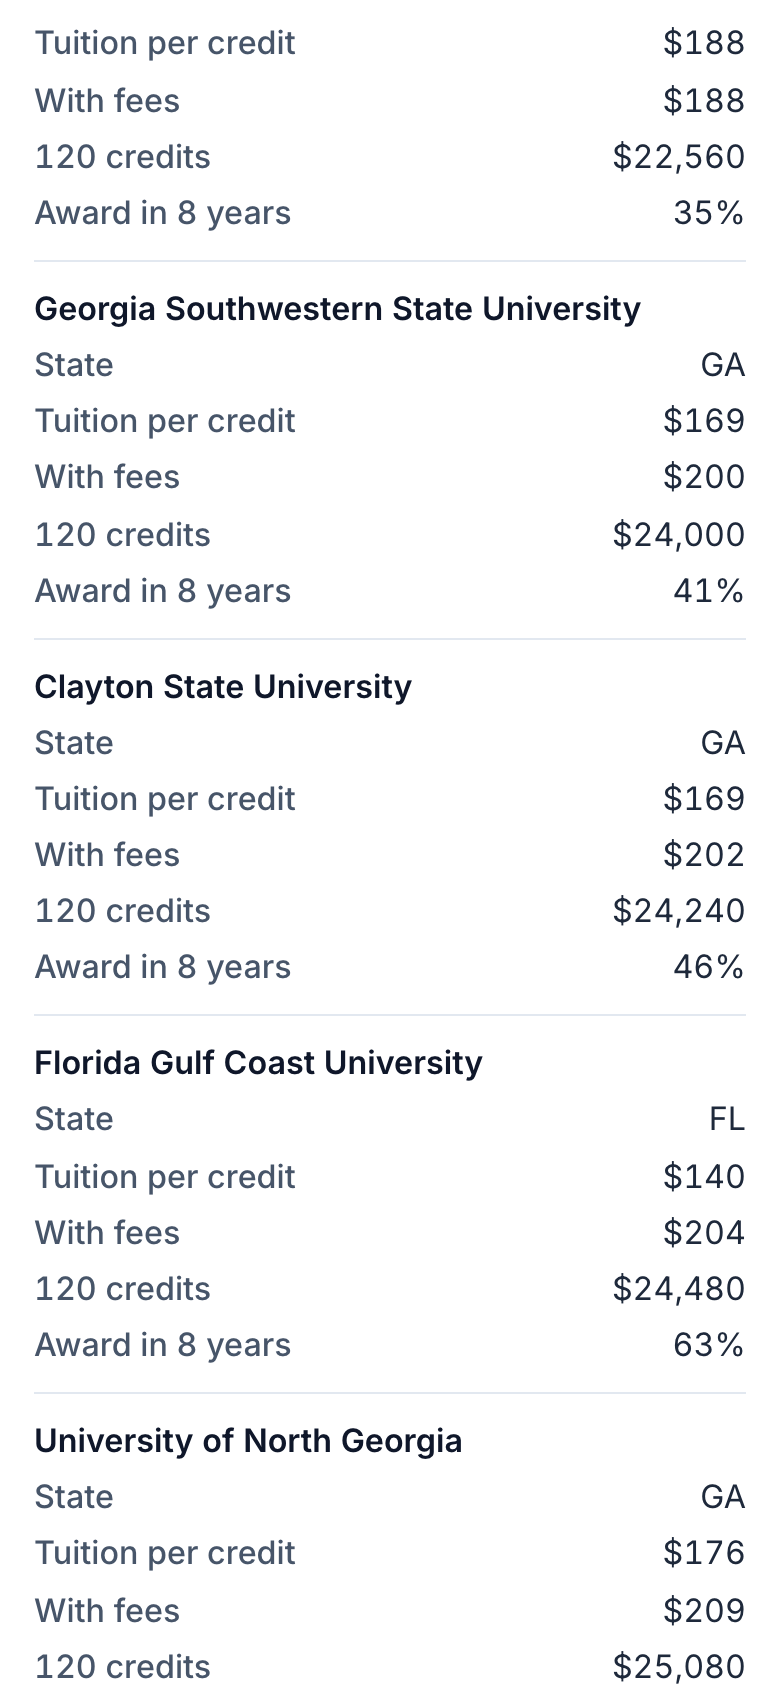 Tuition per credit $188
With fees $188
120 credits $22,560
Award in 8 years 35%
Georgia Southwestern State University
State GA
Tuition per credit $169
With fees $200
120 credits $24,000
Award in 8 years 41%
Clayton State University
State GA
Tuition per credit $169
With fees $202
120 credits $24,240
Award in 8 years 46%
Florida Gulf Coast University
State FL
Tuition per credit $140
With fees $204
120 credits $24,480
Award in 8 years 63%
University of North Georgia
State GA
Tuition per credit $176
With fees $209
120 credits $25,080